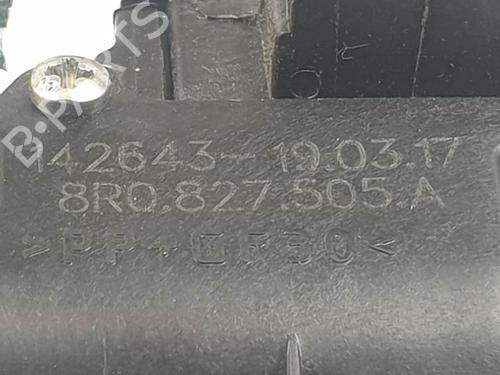 B-PARTS
142643-19.03.17
8R0.827.505.A
>PP+GF30<